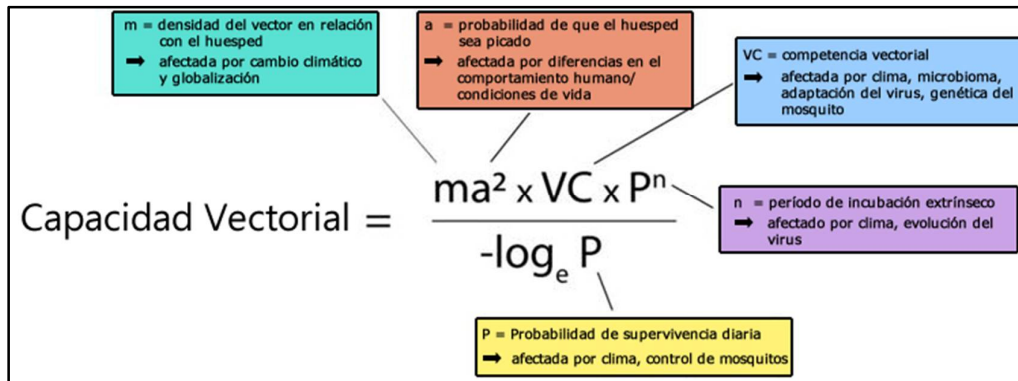 m = densidad del vector en relación
con el huesped
➡ afectada por cambio climático
y globalización
a = probabilidad de que el huesped
sea picado
➡ afectada por diferencias en el
comportamiento humano/
condiciones de vida
VC = competencia vectorial
➡ afectada por clima, microbioma,
adaptación del virus, genética del
mosquito
Capacidad Vectorial =
ma² x VC x Pⁿ
-logₑ P
n = período de incubación extrínseco
➡ afectado por clima, evolución del
virus
P = Probabilidad de supervivencia diaria
➡ afectada por clima, control de mosquitos